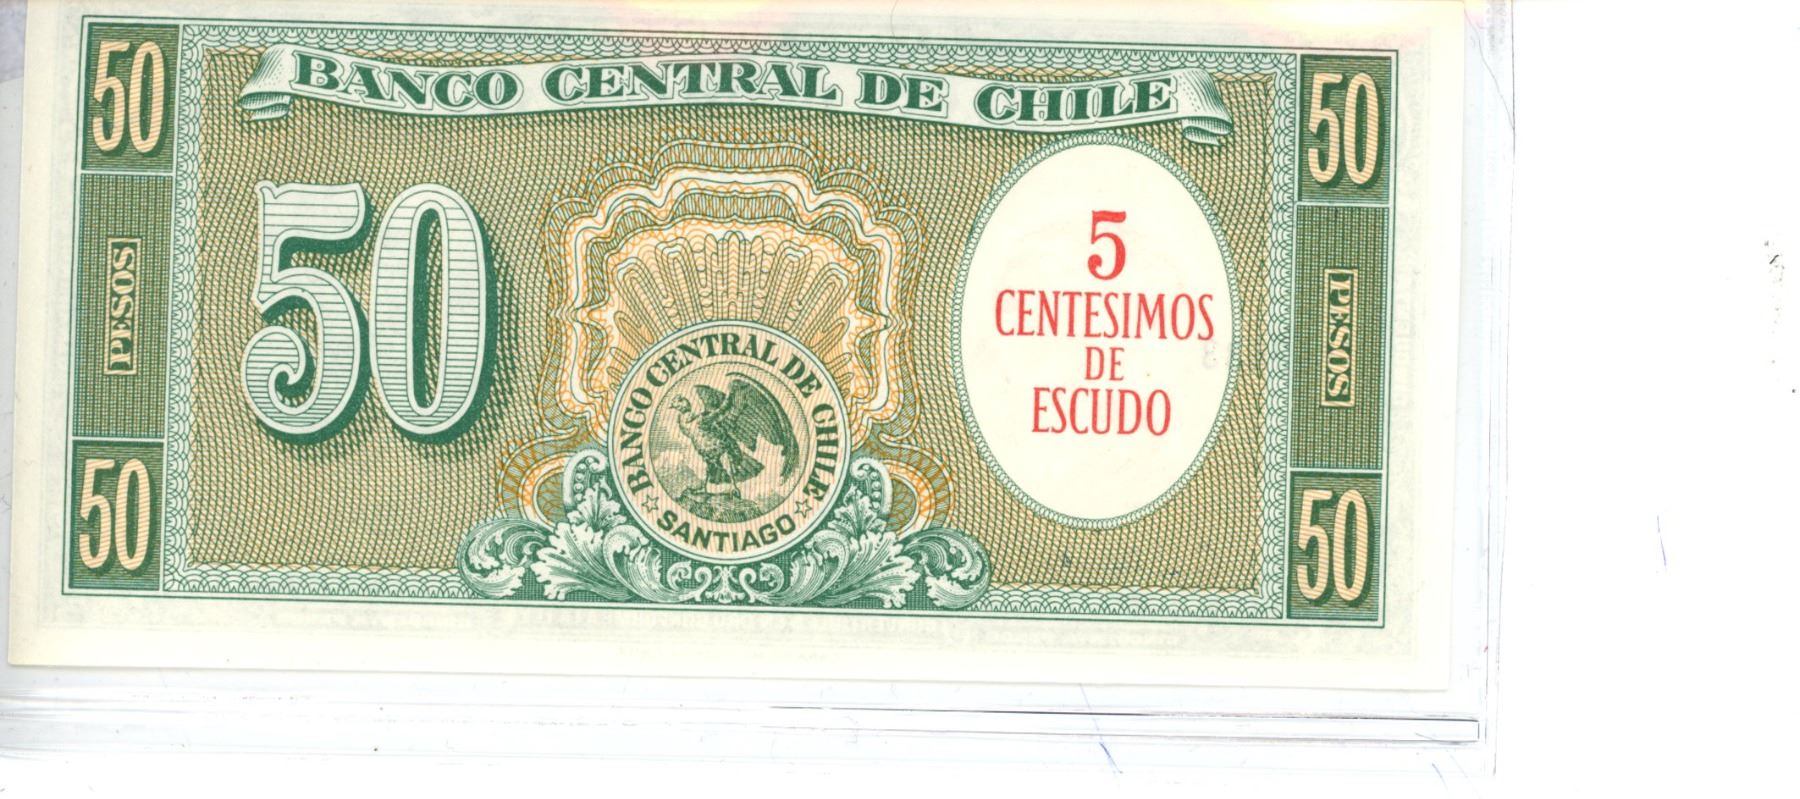 50
BANCO CENTRAL DE CHILE
50
50
PESOS
5
CENTESIMOS
DE
ESCUDO
PESOS
BANCO CENTRAL DE CHILE
SANTIAGO
50
50